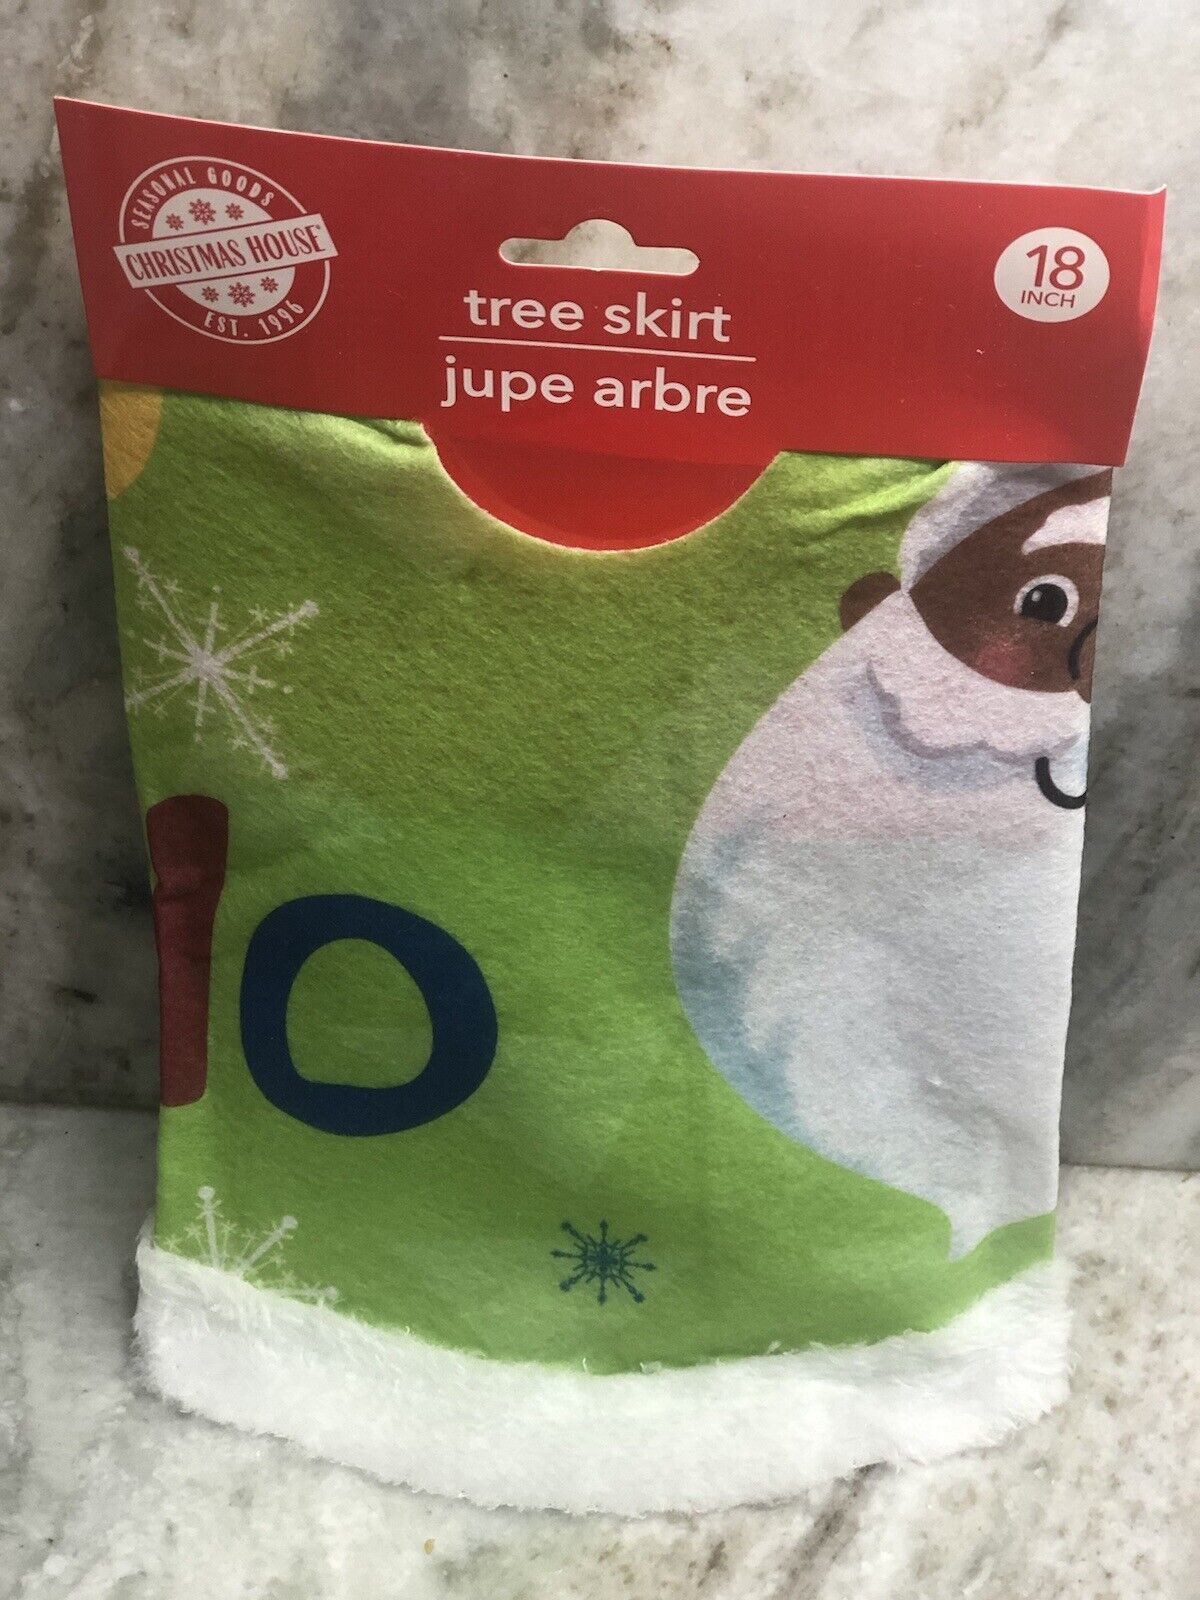 SEASONAL GOODS
CHRISTMAS HOUSE®
EST. 1996
tree skirt
jupe arbre
18
INCH
o